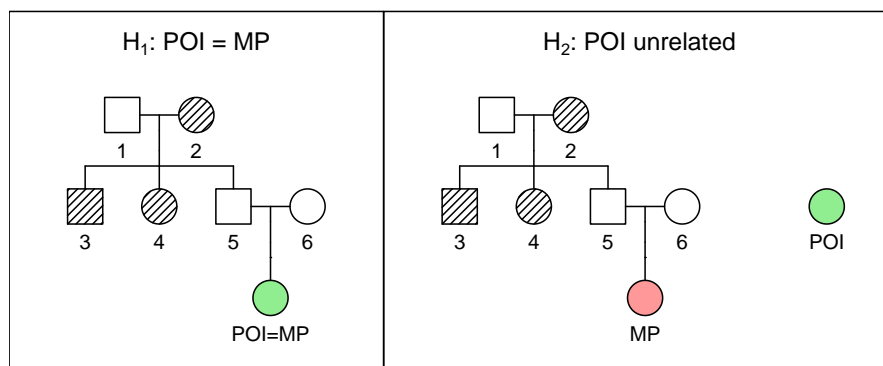 H₁: POI = MP
1 2
3 4 5 6
POI=MP
H₂: POI unrelated
1 2
3 4 5 6
POI
MP